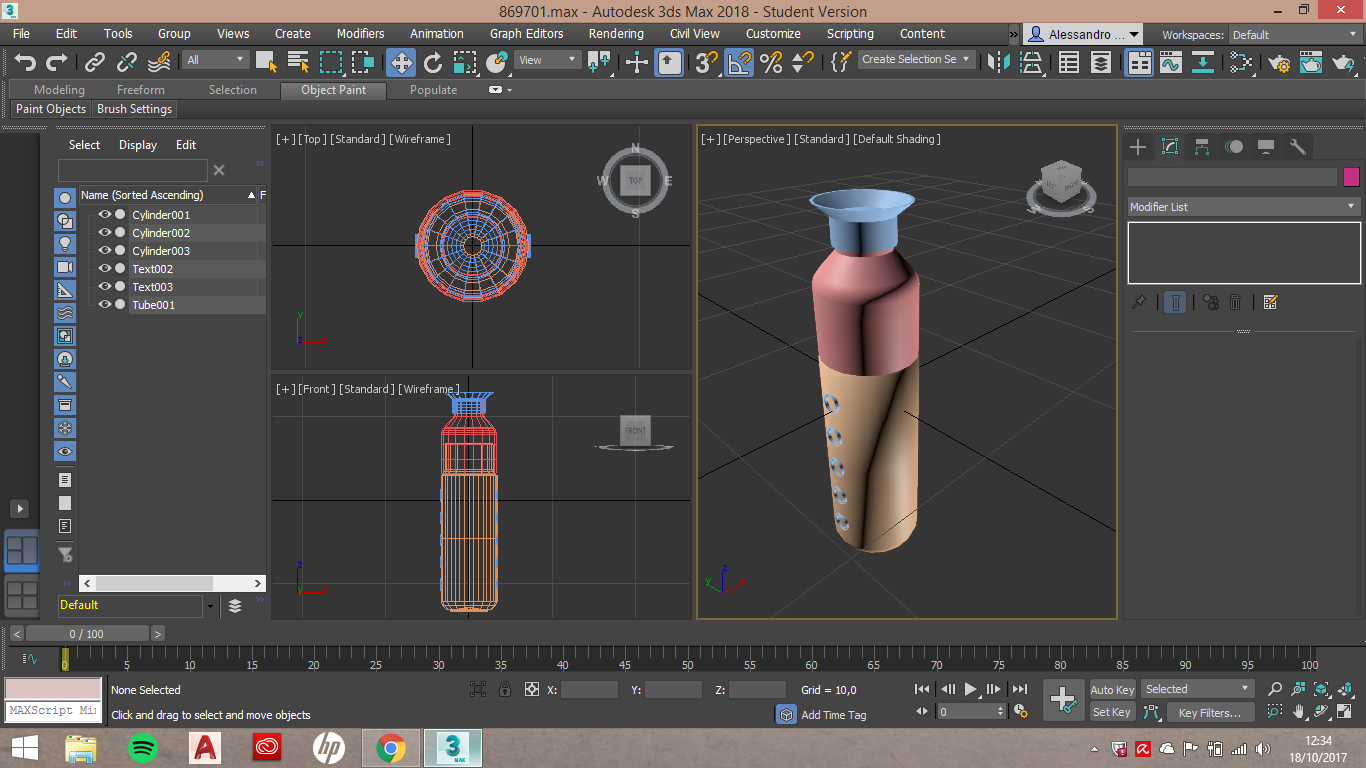 869701.max - Autodesk 3ds Max 2018 - Student Version
File Edit Tools Group Views Create Modifiers Animation Graph Editors Rendering Civil View Customize Scripting Content Alessandro ... Workspaces: Default
All View Create Selection Se
Modeling Freeform Selection Object Paint Populate
Paint Objects Brush Settings
Select Display Edit
Name (Sorted Ascending) F
Cylinder001
Cylinder002
Cylinder003
Text002
Text003
Tube001
Default
[+] [Top] [Standard] [Wireframe]
N
W TOP E
S
y
[+] [Front] [Standard] [Wireframe]
FRONT
z
[+] [Perspective] [Standard] [Default Shading]
z
y
Modifier List
< 0 / 100 >
0 5 10 15 20 25 30 35 40 45 50 55 60 65 70 75 80 85 90 95 100
None Selected X: Y: Z: Grid = 10,0 Auto Key Selected
MAXScript Mi
Click and drag to select and move objects Add Time Tag 0 Set Key Key Filters...
hp
3 MAX
12:34
18/10/2017